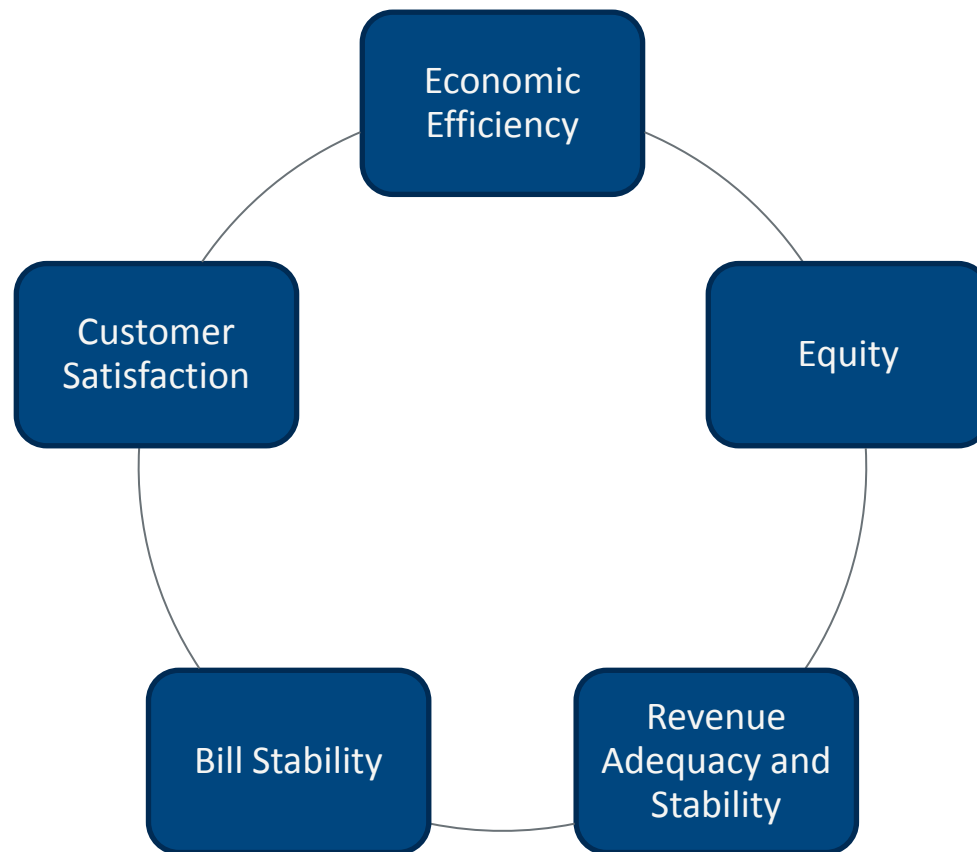 Economic
Efficiency
Equity
Revenue
Adequacy and
Stability
Bill Stability
Customer
Satisfaction